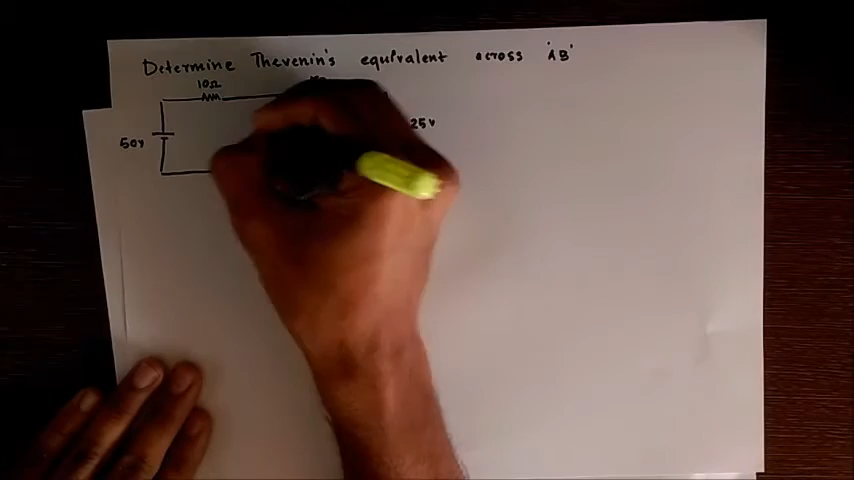 Determine Thevenin's equivalent across 'AB'
10Ω
25v
50v